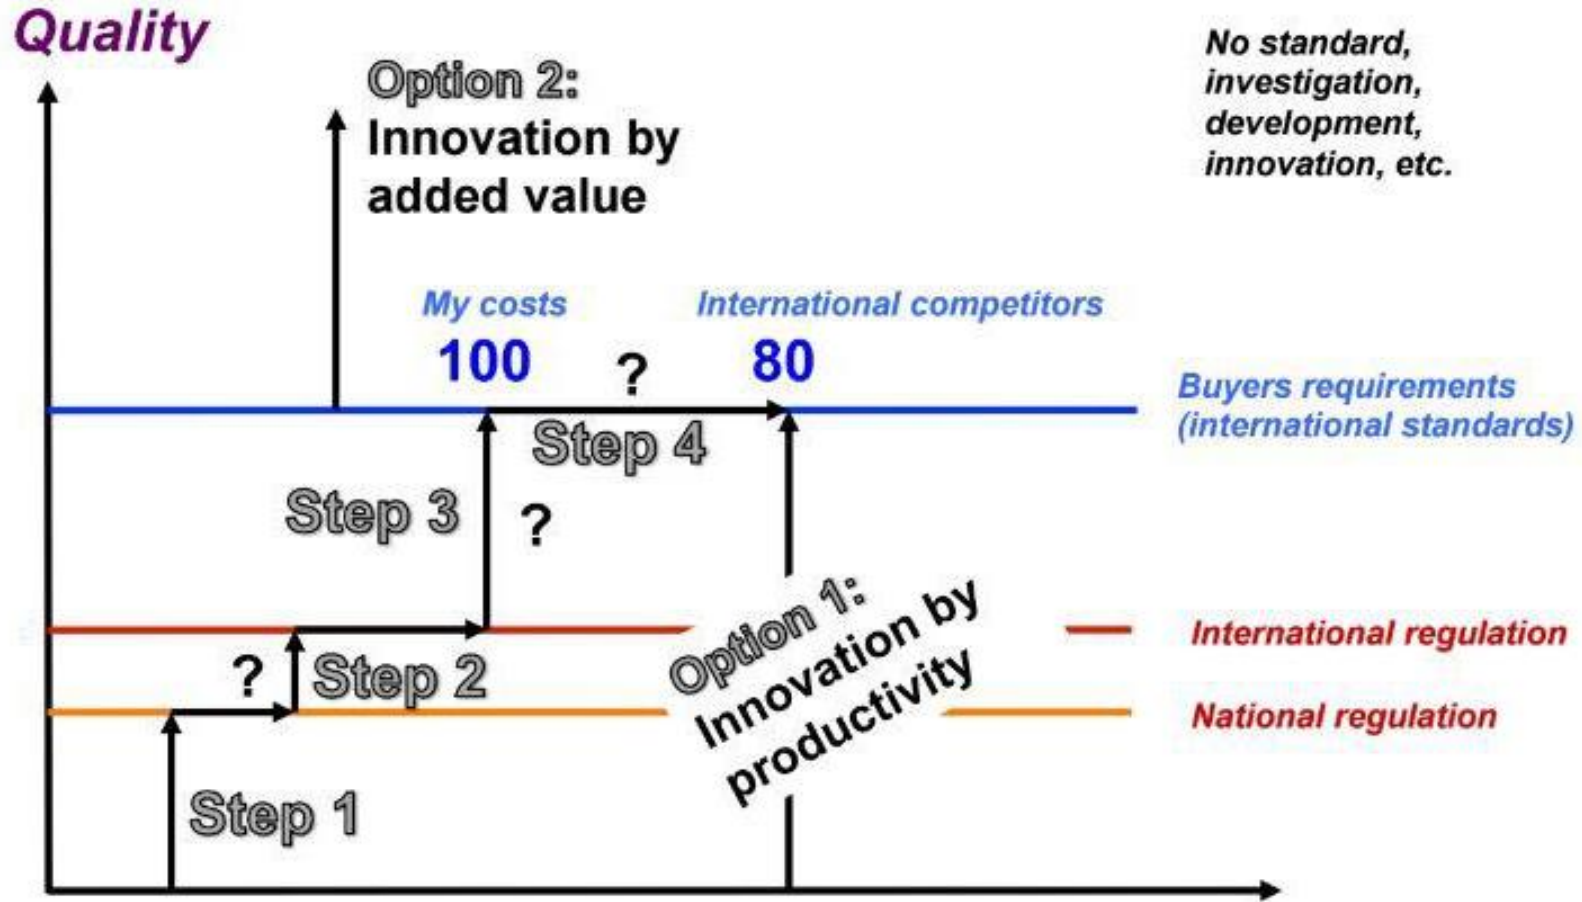 Quality
Option 2:
Innovation by
added value
No standard,
investigation,
development,
innovation, etc.
My costs
100
?
International competitors
80
Buyers requirements
(international standards)
Step 4
Step 3
?
Option 1:
Innovation by
productivity
International regulation
?
Step 2
National regulation
Step 1